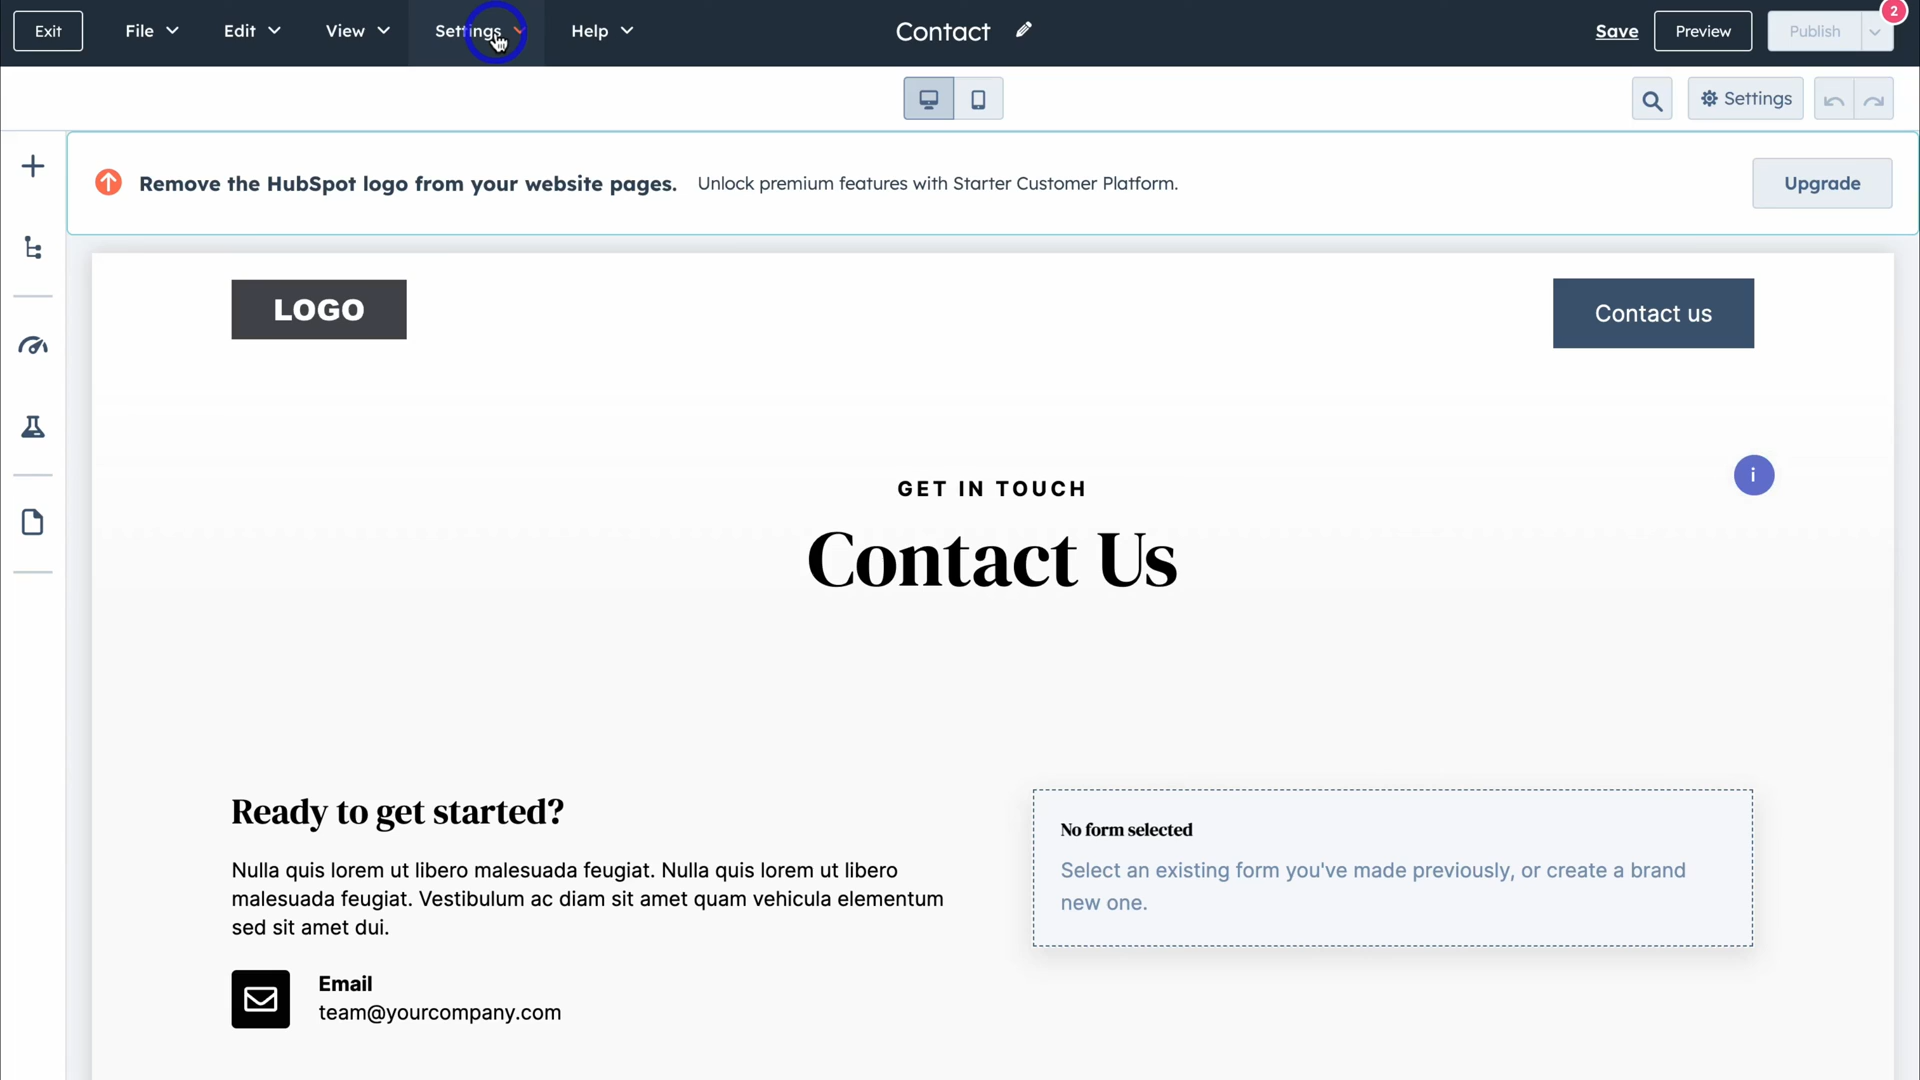 Exit File Edit View Settings Help Contact Save Preview Publish 2
Settings
Remove the HubSpot logo from your website pages. Unlock premium features with Starter Customer Platform. Upgrade
LOGO Contact us
GET IN TOUCH
i
Contact Us
Ready to get started?
Nulla quis lorem ut libero malesuada feugiat. Nulla quis lorem ut libero
malesuada feugiat. Vestibulum ac diam sit amet quam vehicula elementum
sed sit amet dui.
Email
team@yourcompany.com
No form selected
Select an existing form you've made previously, or create a brand
new one.